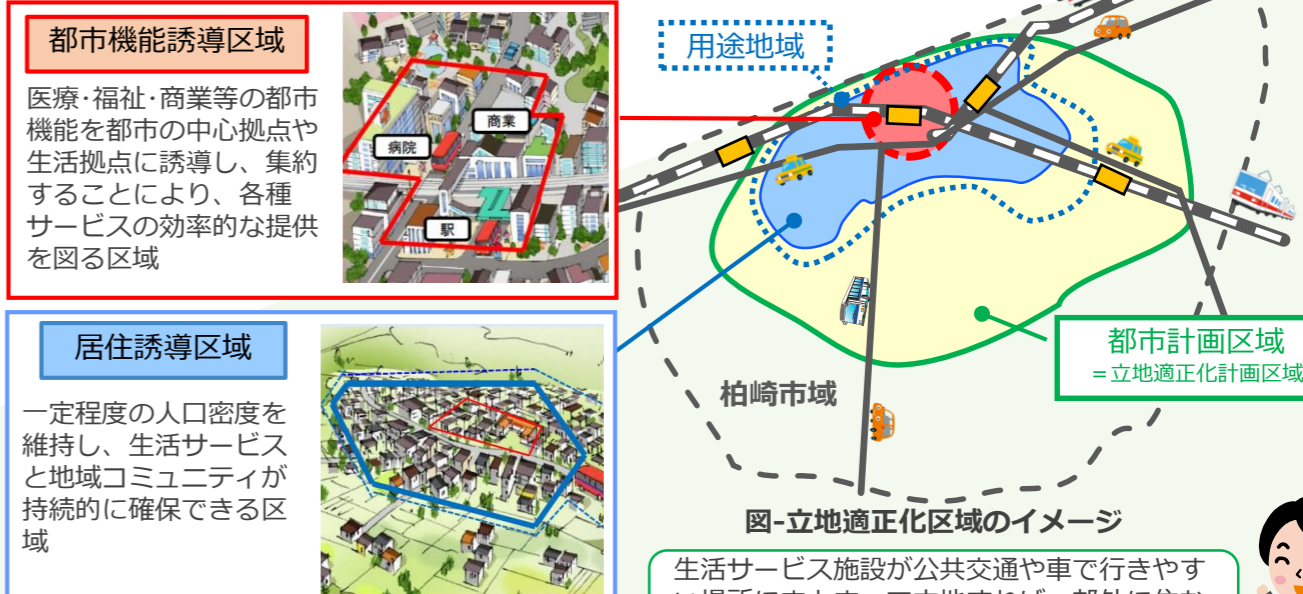 都市機能誘導区域
医療・福祉・商業等の都市
機能を都市の中心拠点や
生活拠点に誘導し、集約
することにより、各種
サービスの効率的な提供
を図る区域
商業
病院
駅
居住誘導区域
一定程度の人口密度を
維持し、生活サービス
と地域コミュニティが
持続的に確保できる区
域
用途地域
都市計画区域
＝立地適正化計画区域
柏崎市域
図-立地適正化区域のイメージ
生活サービス施設が公共交通や車で行きやす